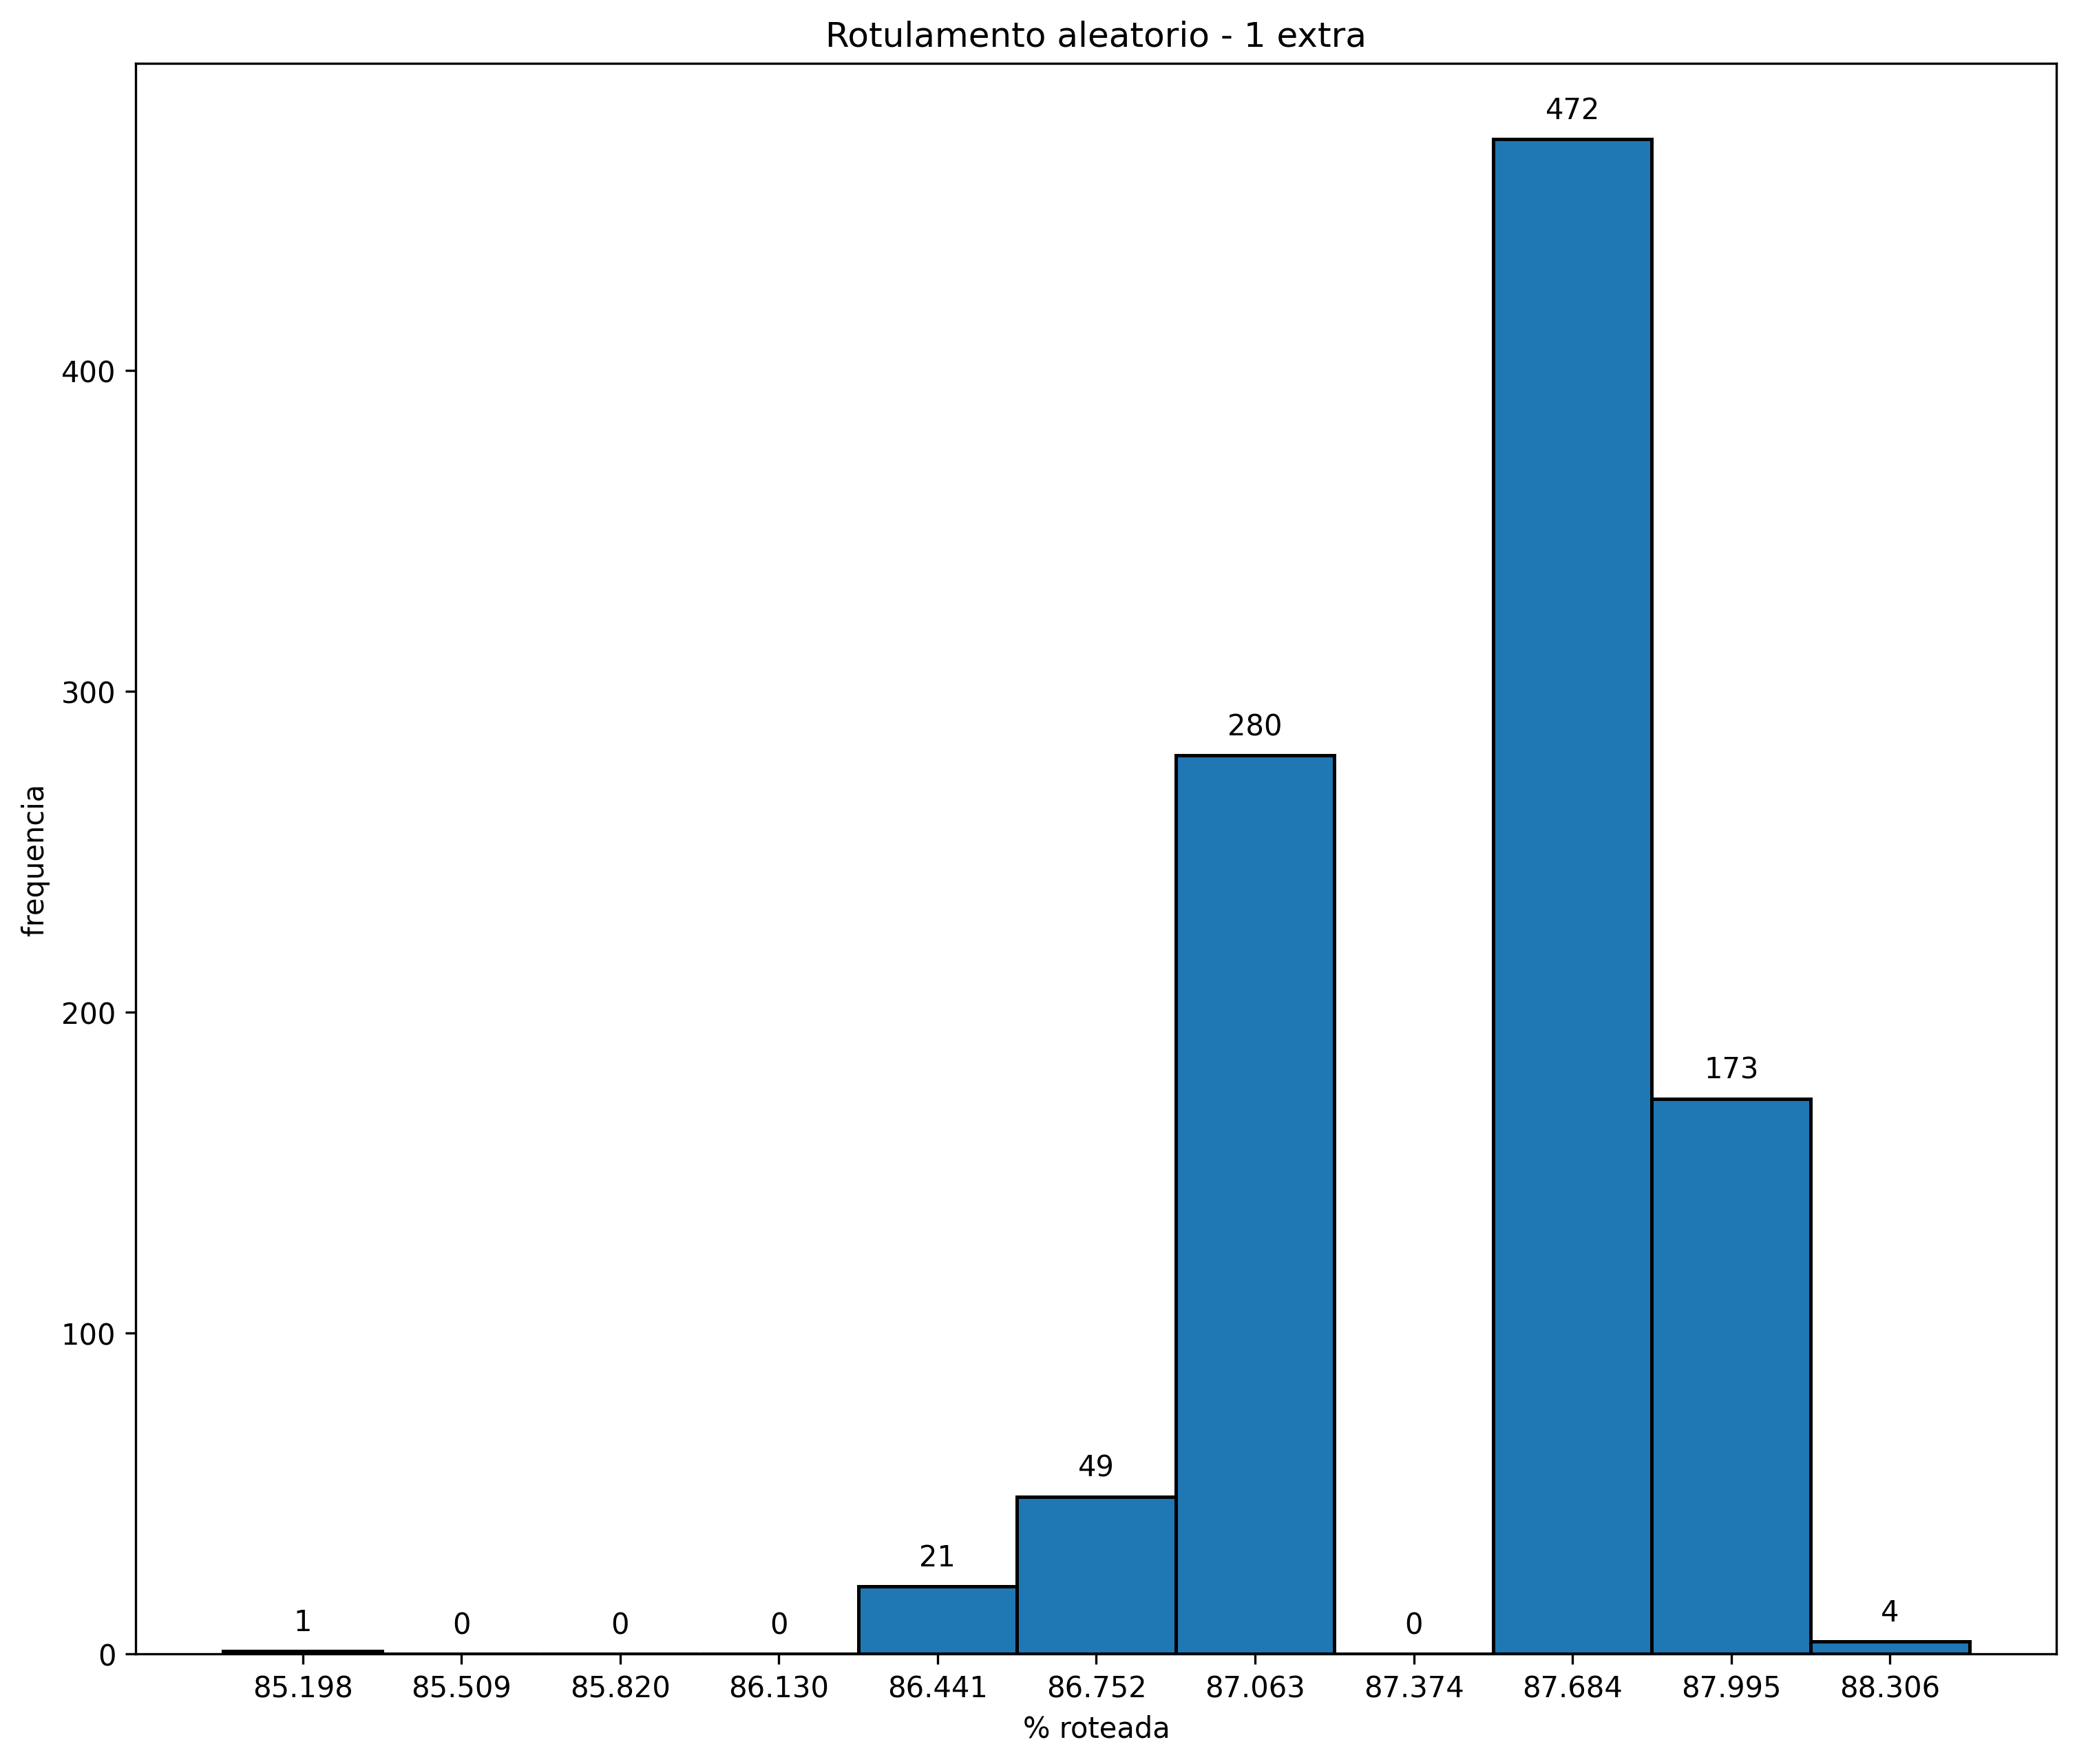 Rotulamento aleatorio - 1 extra
472
400
300
280
frequencia
200
173
100
49
21
1 0 0 0 0 4
0
85.198 85.509 85.820 86.130 86.441 86.752 87.063 87.374 87.684 87.995 88.306
% roteada